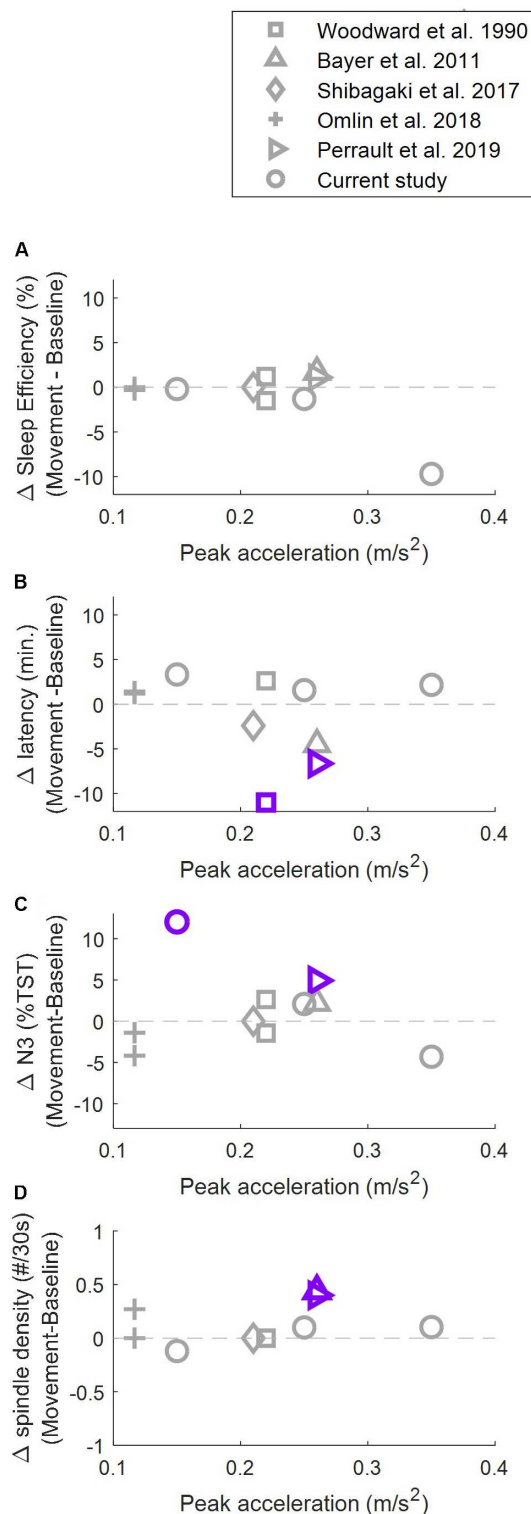 Woodward et al. 1990
Bayer et al. 2011
Shibagaki et al. 2017
Omlin et al. 2018
Perrault et al. 2019
Current study
A
Δ Sleep Efficiency (%)
(Movement - Baseline)
10
5
0
-5
-10
0.1 0.2 0.3 0.4
Peak acceleration (m/s²)
B
Δ latency (min.)
(Movement -Baseline)
10
5
0
-5
-10
0.1 0.2 0.3 0.4
Peak acceleration (m/s²)
C
Δ N3 (%TST)
(Movement-Baseline)
10
5
0
-5
-10
0.1 0.2 0.3 0.4
Peak acceleration (m/s²)
D
Δ spindle density (#/30s)
(Movement-Baseline)
1
0.5
0
-0.5
-1
0.1 0.2 0.3 0.4
Peak acceleration (m/s²)